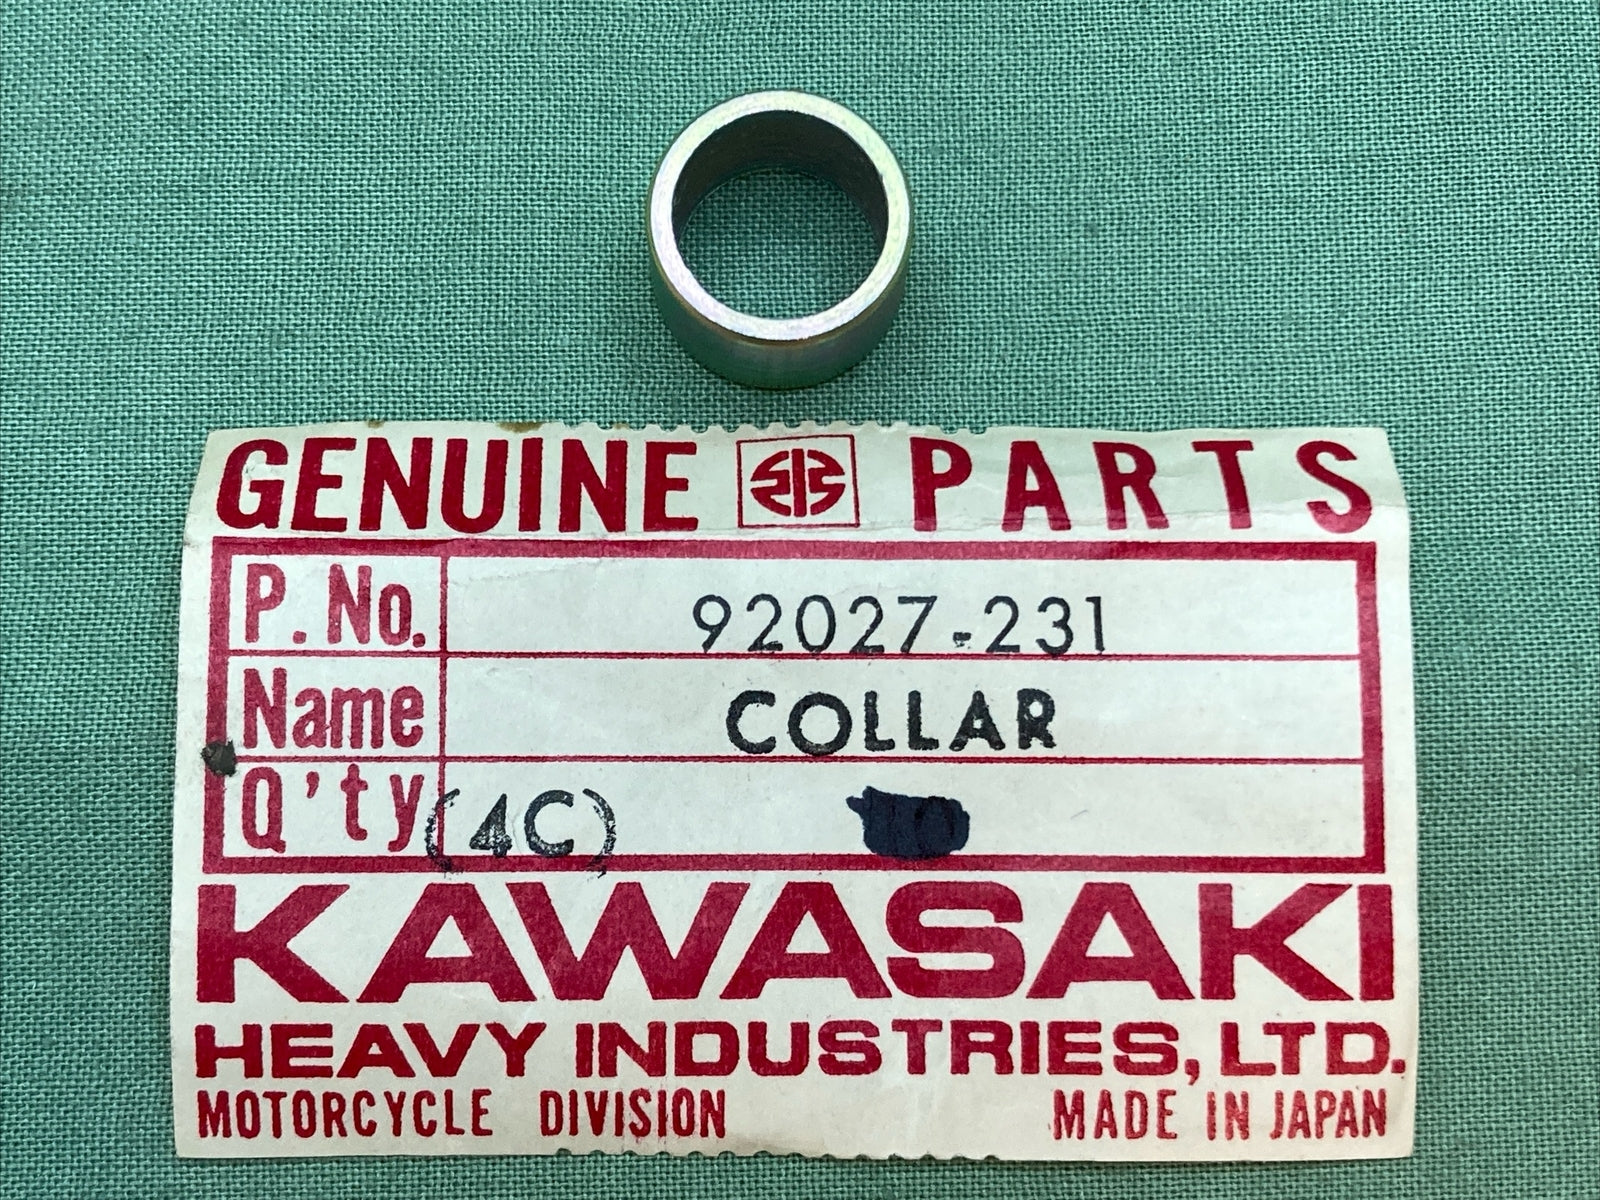 GENUINE PARTS
P. No. 92027-231
Name COLLAR
Q'ty (4C)
KAWASAKI
HEAVY INDUSTRIES, LTD.
MOTORCYCLE DIVISION MADE IN JAPAN